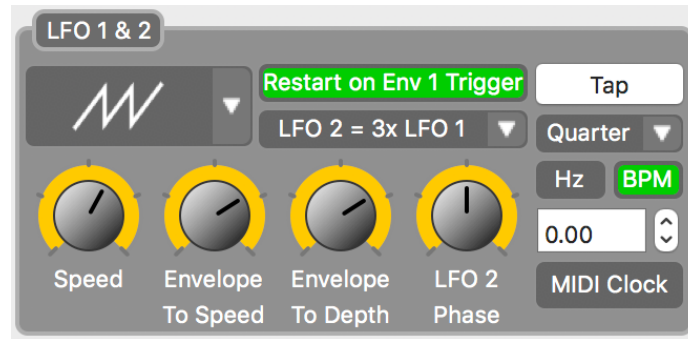 LFO 1 & 2
Restart on Env 1 Trigger
Tap
LFO 2 = 3x LFO 1
Quarter
Hz
BPM
0.00
MIDI Clock
Speed
Envelope
To Speed
Envelope
To Depth
LFO 2
Phase